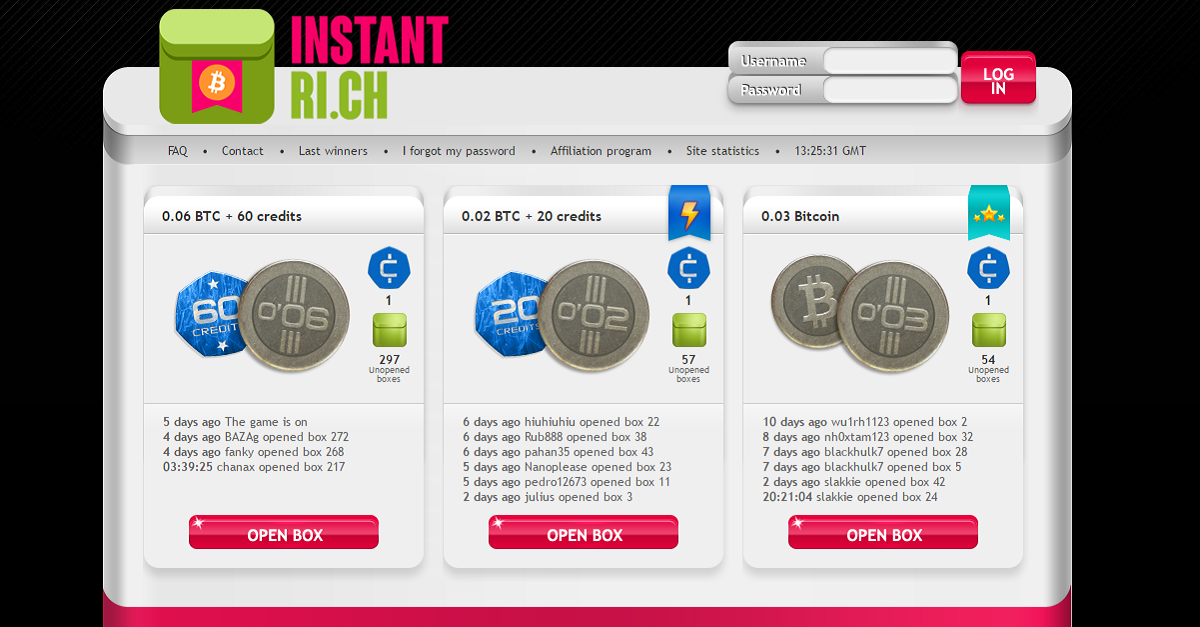 INSTANT
RI.CH
Username
Password
LOG
IN
FAQ • Contact • Last winners • I forgot my password • Affiliation program • Site statistics • 13:25:31 GMT
0.06 BTC + 60 credits
60
CREDITS
0'06
1
297
Unopened
boxes
5 days ago The game is on
4 days ago BAZAg opened box 272
4 days ago fanky opened box 268
03:39:25 chanax opened box 217
OPEN BOX
0.02 BTC + 20 credits
20
CREDITS
0'02
1
57
Unopened
boxes
6 days ago hiuhiuhiu opened box 22
6 days ago Rub888 opened box 38
6 days ago pahan35 opened box 43
5 days ago Nanoplease opened box 23
5 days ago pedro12673 opened box 11
2 days ago julius opened box 3
OPEN BOX
0.03 Bitcoin
0'03
1
54
Unopened
boxes
10 days ago wu1rh1123 opened box 2
8 days ago nh0xtam123 opened box 32
7 days ago blackhulk7 opened box 28
7 days ago blackhulk7 opened box 5
2 days ago slakkie opened box 42
20:21:04 slakkie opened box 24
OPEN BOX